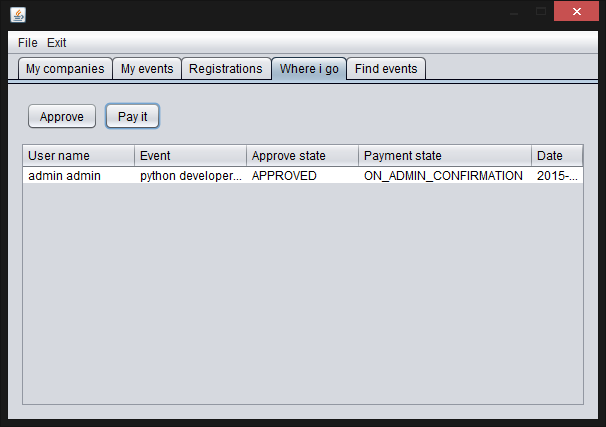 File Exit
My companies My events Registrations Where i go Find events
Approve Pay it
User name Event Approve state Payment state Date
admin admin python developer... APPROVED ON_ADMIN_CONFIRMATION 2015-...